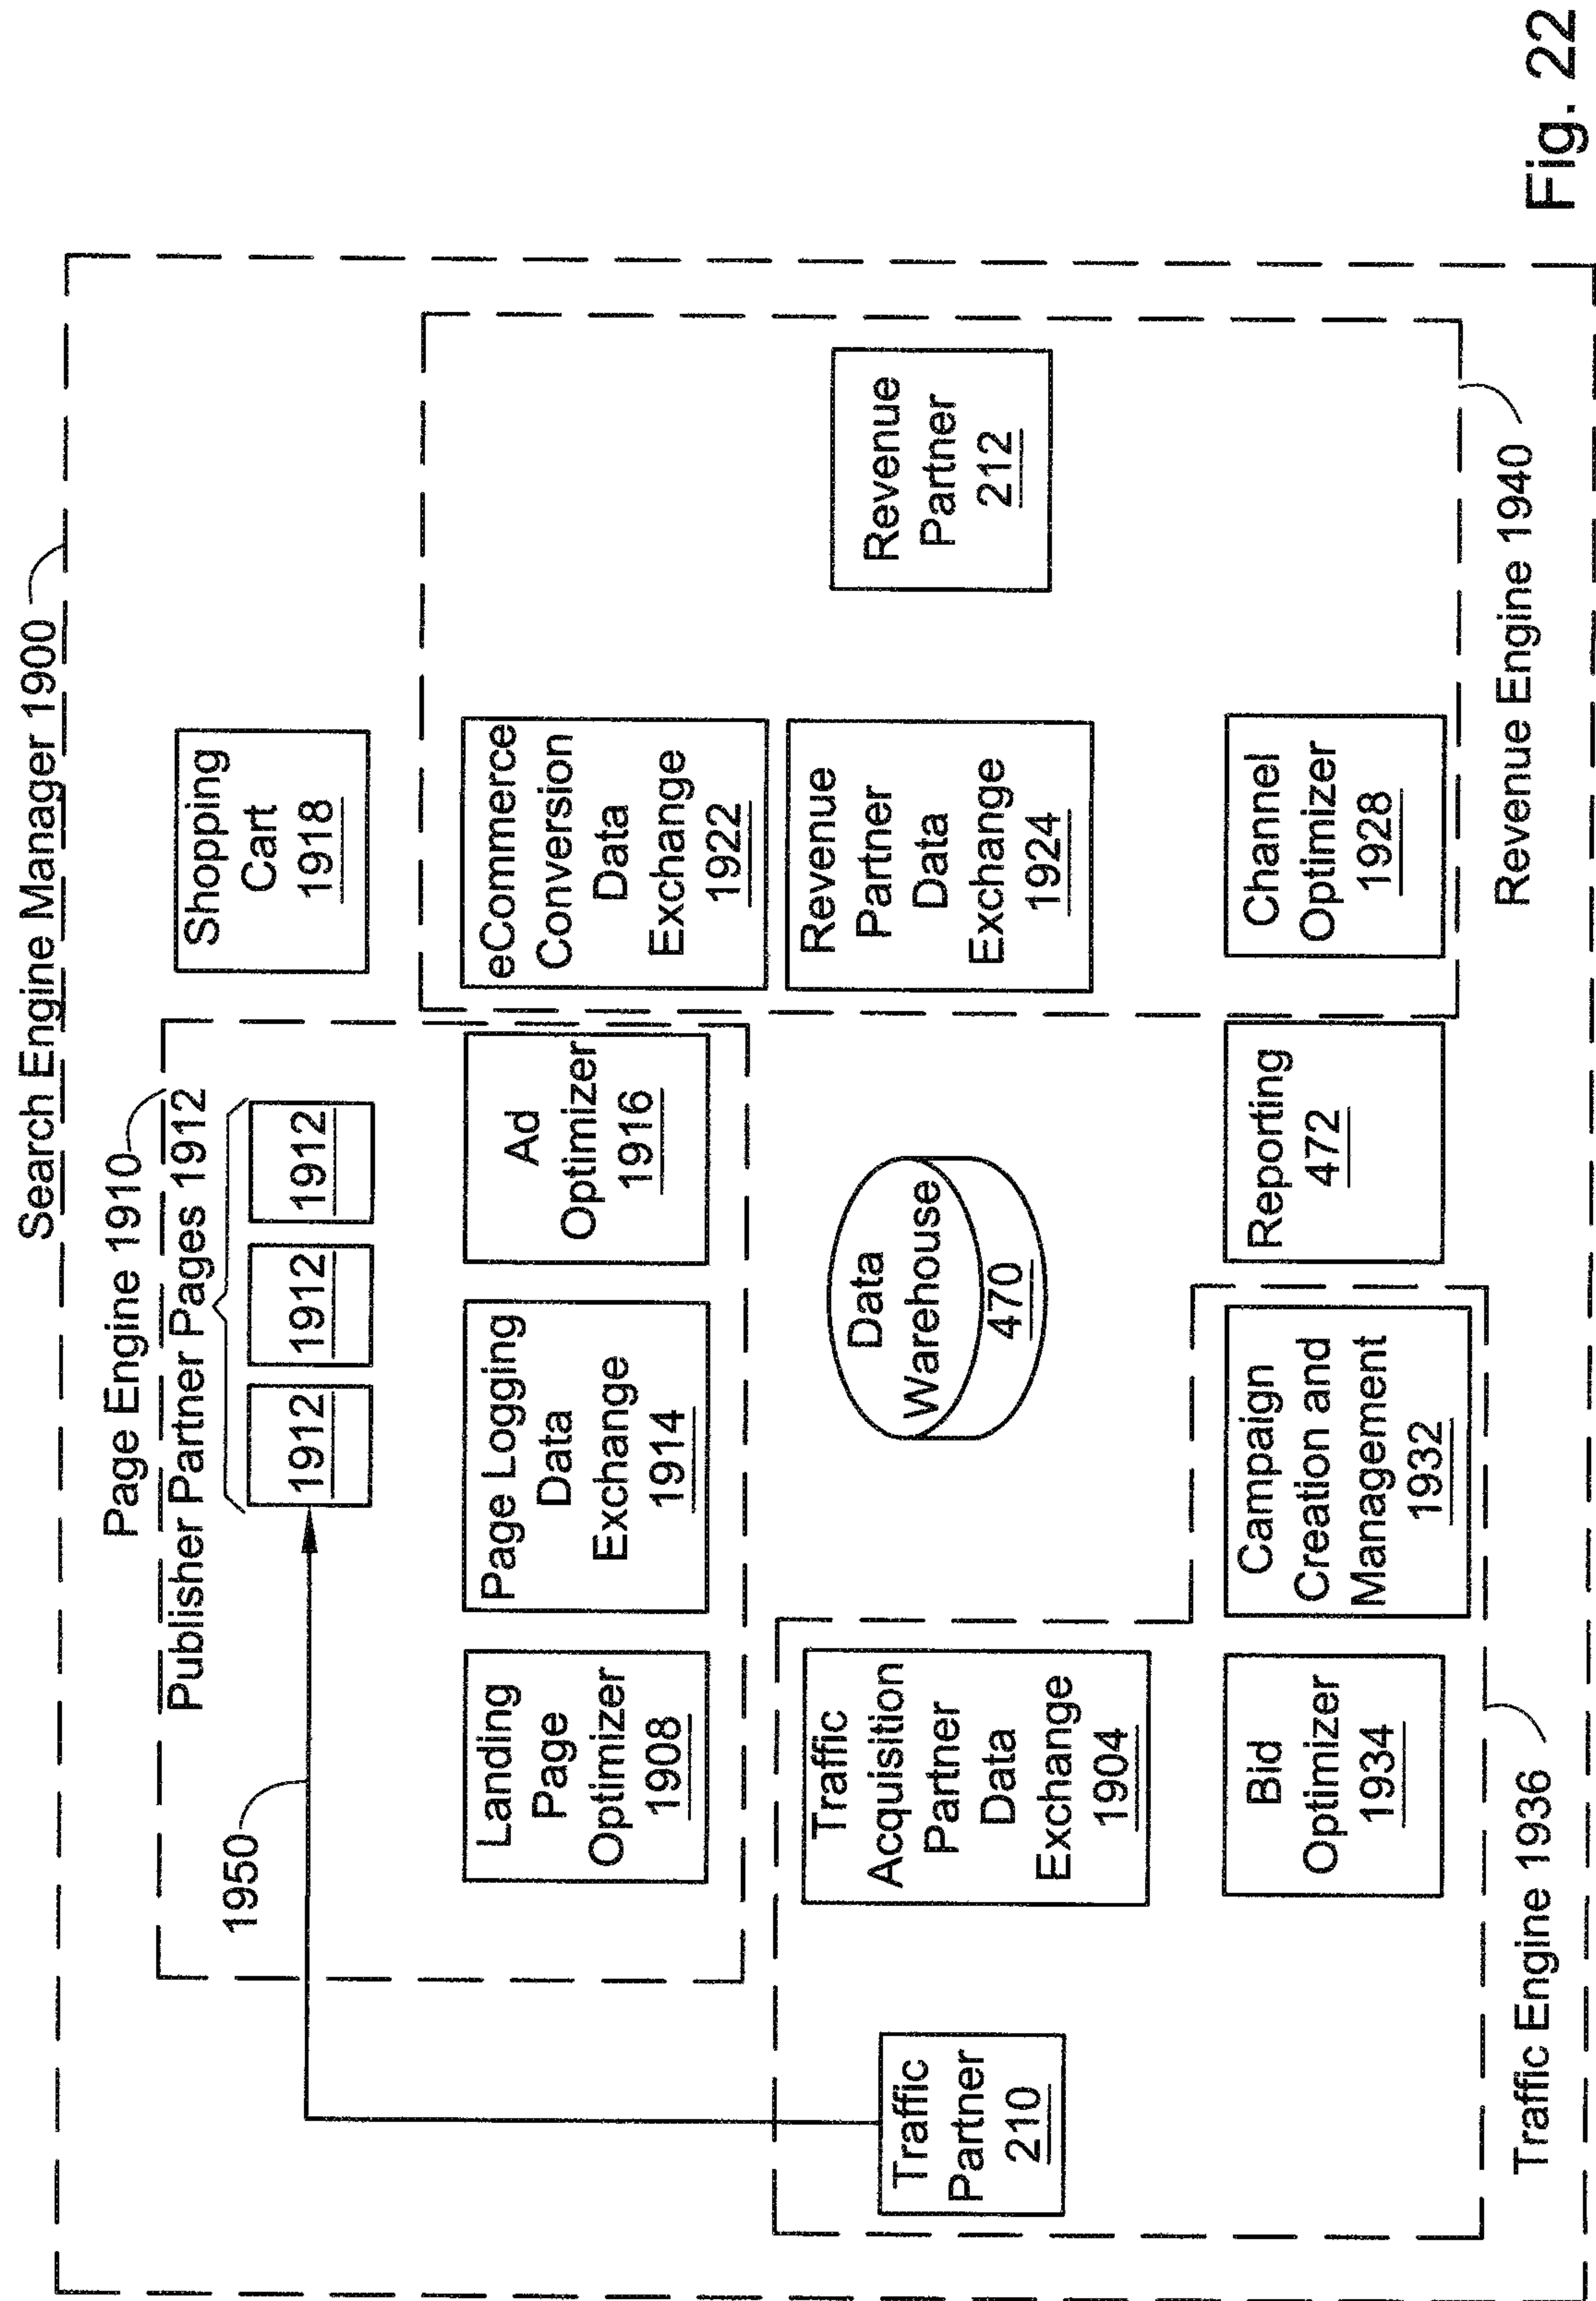 Search Engine Manager 1900
Page Engine 1910
Publisher Partner Pages 1912
1950
1912
1912
1912
Shopping
Cart
1918
Landing
Page
Optimizer
1908
Page Logging
Data
Exchange
1914
Ad
Optimizer
1916
eCommerce
Conversion
Data
Exchange
1922
Traffic
Partner
210
Traffic
Acquisition
Partner
Data
Exchange
1904
Data
Warehouse
470
Revenue
Partner
Data
Exchange
1924
Revenue
Partner
212
Bid
Optimizer
1934
Campaign
Creation and
Management
1932
Reporting
472
Channel
Optimizer
1928
Traffic Engine 1936
Revenue Engine 1940
Fig. 22